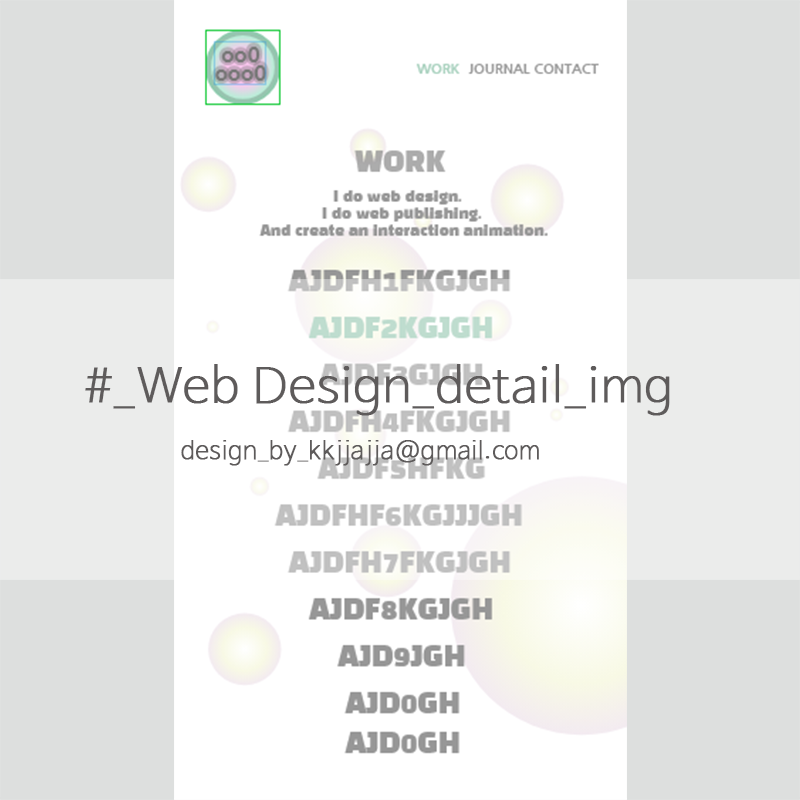 oo0
ooo0
WORK JOURNAL CONTACT
WORK
I do web design.
I do web publishing.
And create an interaction animation.
AJDFH1FKGJGH
AJDF2KGJGH
AJDF3GJGH
#_Web Design_detail_img
AJDFH4FKGJGH
design_by_kkjjajja@gmail.com
AJDF5HFKG
AJDFHF6KGJJJGH
AJDFH7FKGJGH
AJDF8KGJGH
AJD9JGH
AJD0GH
AJD0GH